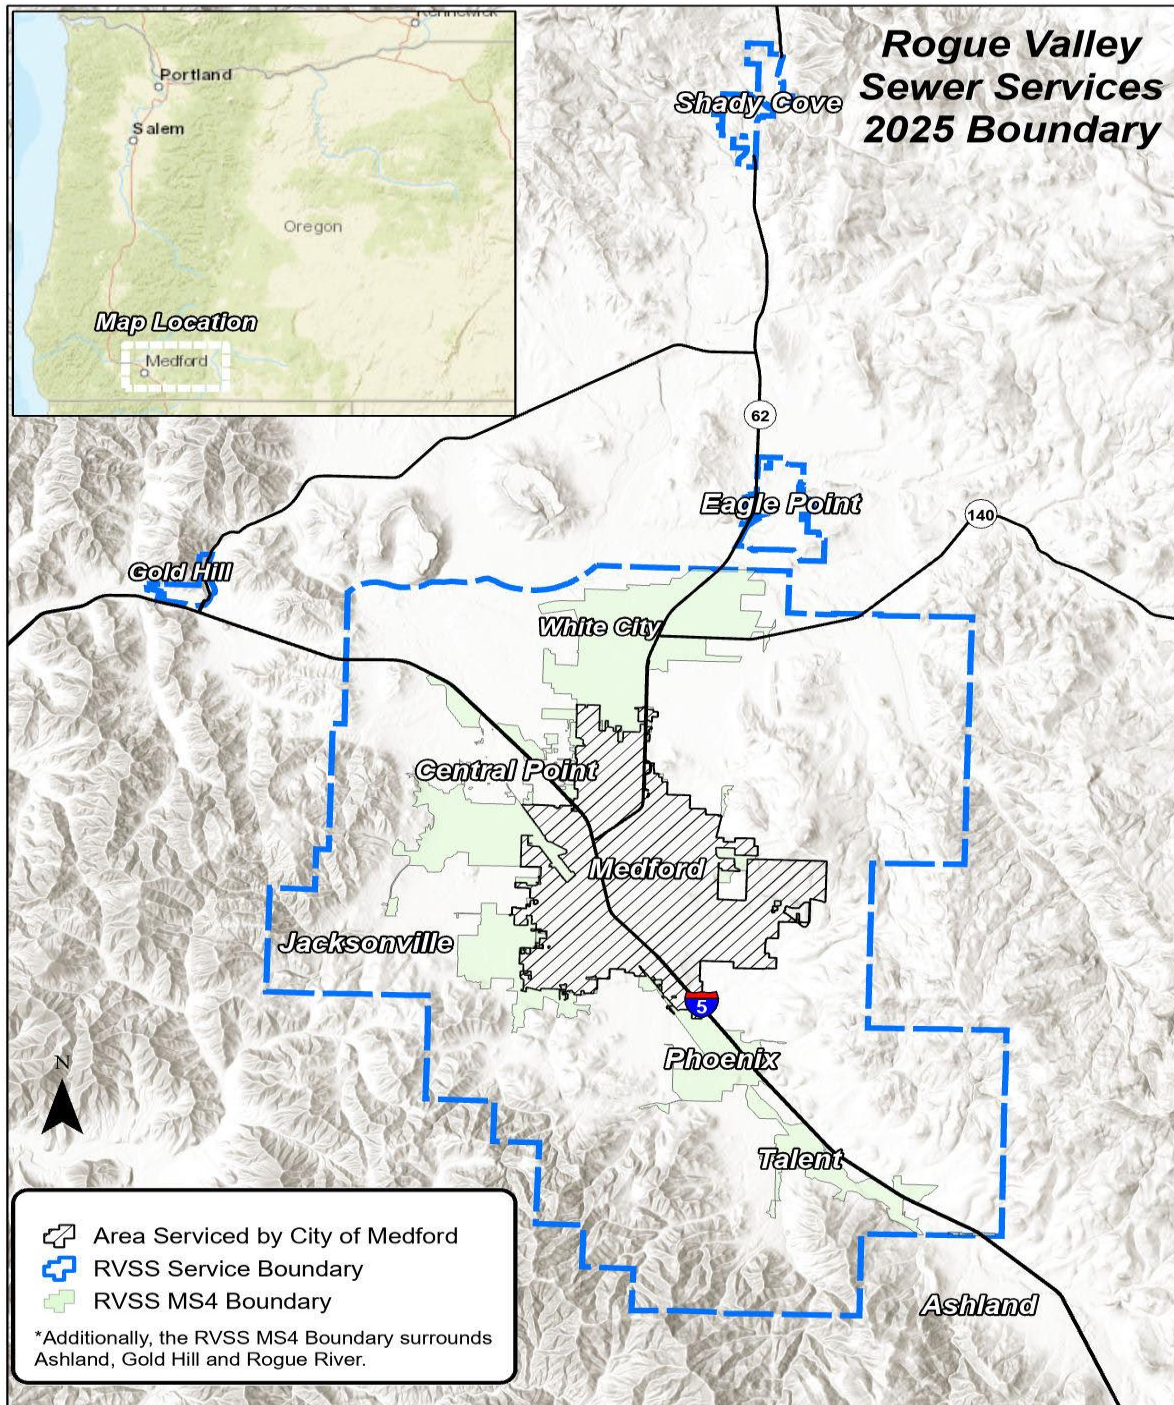 Rogue Valley
Sewer Services
2025 Boundary
Kennewick
Portland
Salem
Oregon
Map Location
Medford
Shady Cove
62
Eagle Point
140
Gold Hill
White City
Central Point
Medford
Jacksonville
5
Phoenix
Talent
Ashland
N
Area Serviced by City of Medford
RVSS Service Boundary
RVSS MS4 Boundary
*Additionally, the RVSS MS4 Boundary surrounds
Ashland, Gold Hill and Rogue River.